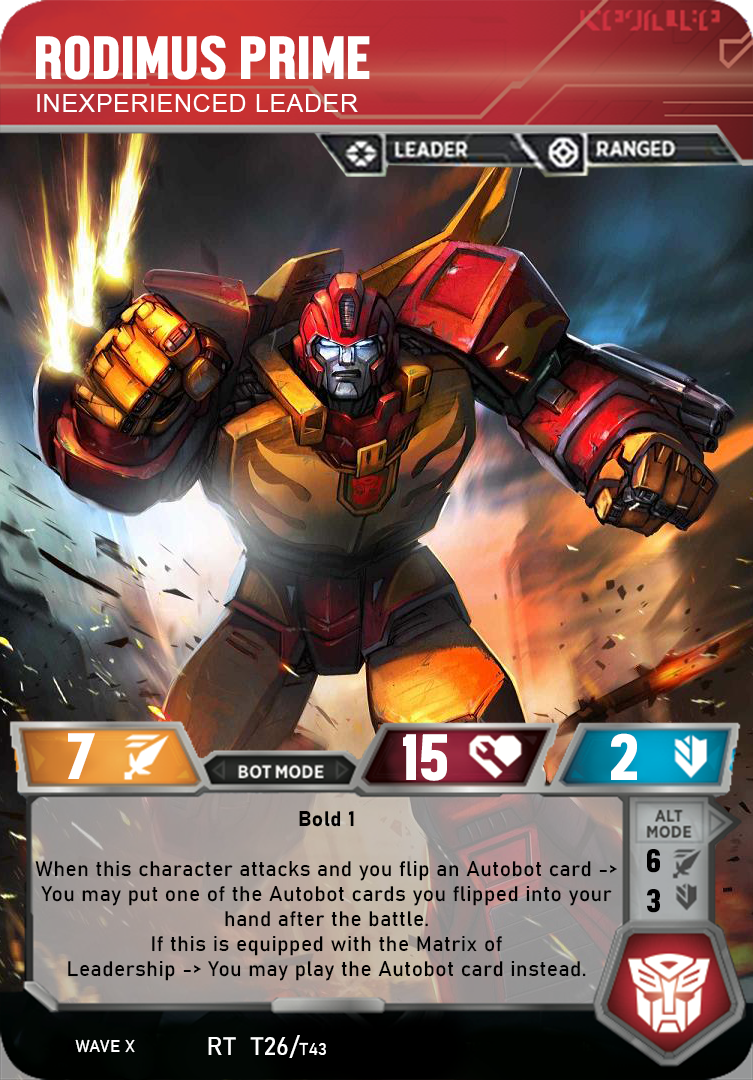 RODIMUS PRIME
INEXPERIENCED LEADER
LEADER
RANGED
7
BOT MODE
15
2
Bold 1
When this character attacks and you flip an Autobot card ->
You may put one of the Autobot cards you flipped into your
hand after the battle.
If this is equipped with the Matrix of
Leadership -> You may play the Autobot card instead.
ALT
MODE
6
3
WAVE X
RT T26/T43